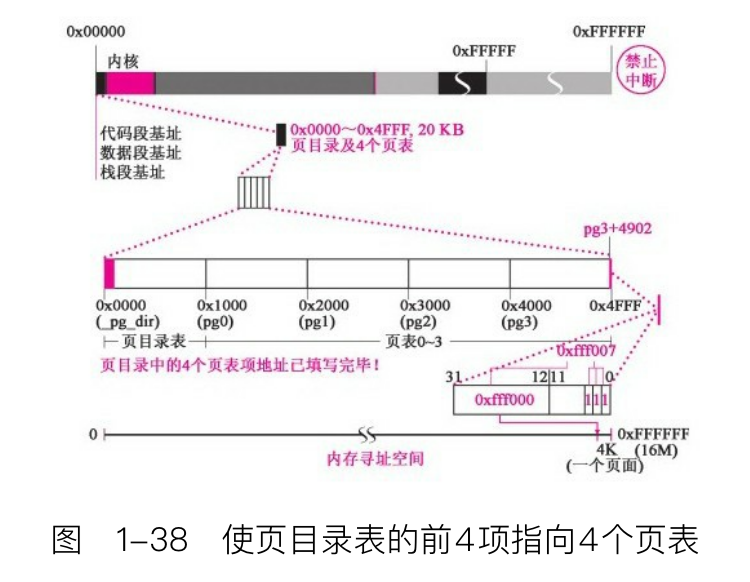 0x00000
0xFFFFFF
0xFFFFF
内核
禁止
中断
代码段基址
数据段基址
栈段基址
0x0000～0x4FFF, 20 KB
页目录及4个页表
pg3+4902
0x0000 0x1000 0x2000 0x3000 0x4000 0x4FFF
(_pg_dir) (pg0) (pg1) (pg2) (pg3)
页目录表 页表0~3
页目录中的4个页表项地址已填写完毕！
0xfff007
31 12 11 0
0xfff000 111
0 0xFFFFFF
4K (16M)
内存寻址空间
(一个页面)
图 1-38 使页目录表的前4项指向4个页表